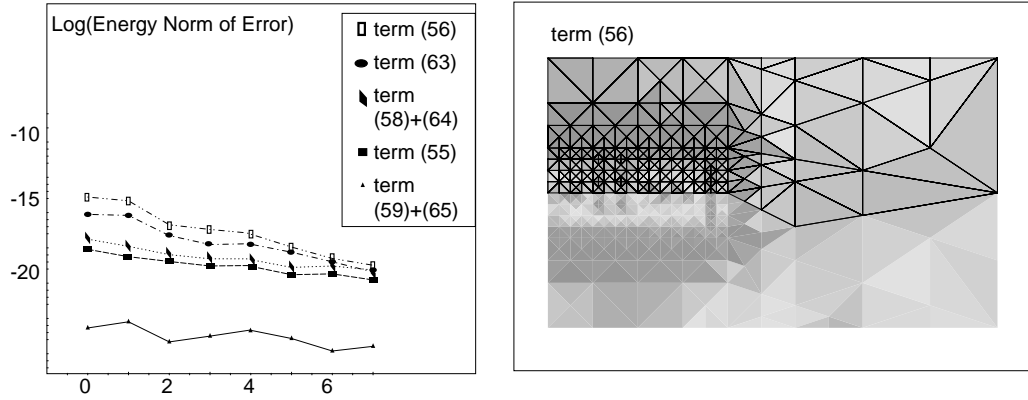 Log(Energy Norm of Error)
term (56)
term (63)
term
(58)+(64)
term (55)
term
(59)+(65)
-10
-15
-20
0
2
4
6
term (56)